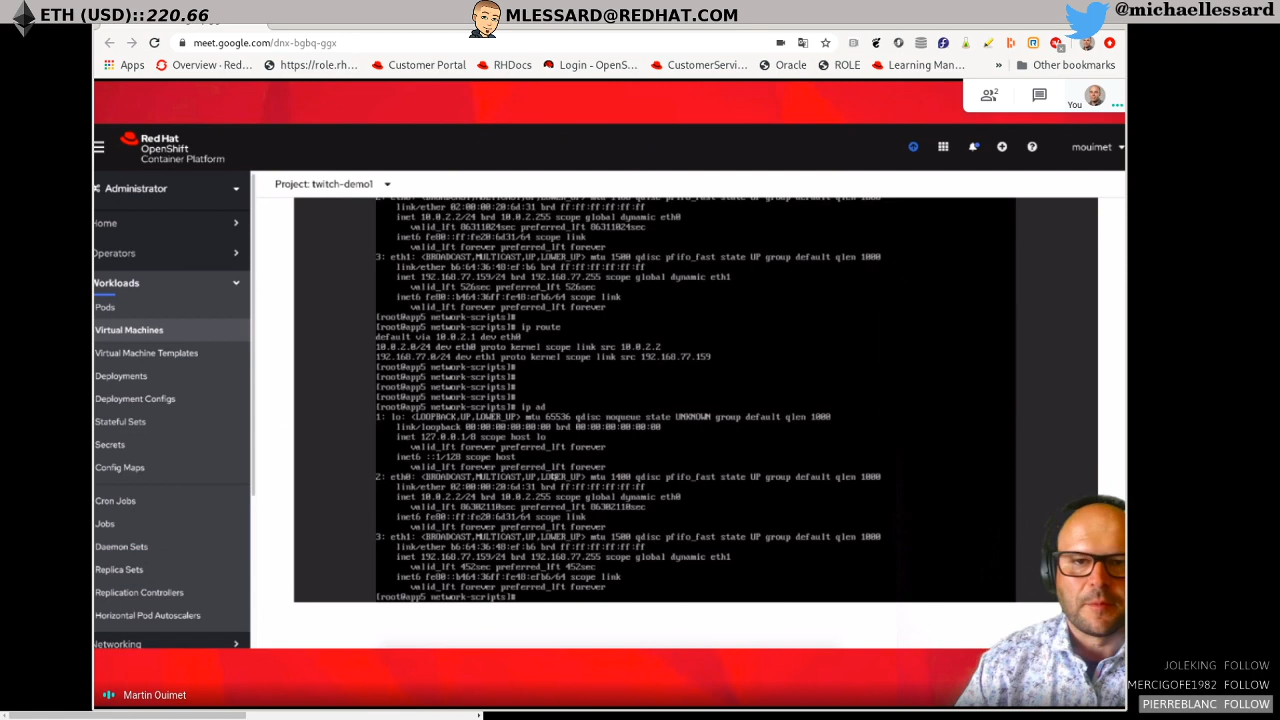 ETH (USD)::220.66
MLESSARD@REDHAT.COM
@michaellessard
meet.google.com/dnx-bgbq-ggx
Apps
Overview - Red...
https://role.rh...
Customer Portal
RHDocs
Login - OpenS...
CustomerServi...
Oracle
ROLE
Learning Man...
»
Other bookmarks
2
You
Red Hat
OpenShift
Container Platform
mouimet
Administrator
Project: twitch-demo1
Home
Operators
Workloads
Pods
Virtual Machines
Virtual Machine Templates
Deployments
Deployment Configs
Stateful Sets
Secrets
Config Maps
Cron Jobs
Jobs
Daemon Sets
Replica Sets
Replication Controllers
Horizontal Pod Autoscalers
Networking
link/ether 02:00:00:20:6d:31 brd ff:ff:ff:ff:ff:ff
inet 10.0.2.2/24 brd 10.0.2.255 scope global dynamic eth0
valid_lft 86311024sec preferred_lft 86311024sec
inet6 fe80::ff:fe20:6d31/64 scope link
valid_lft forever preferred_lft forever
3: eth1: <BROADCAST,MULTICAST,UP,LOWER_UP> mtu 1500 qdisc pfifo_fast state UP group default qlen 1000
link/ether b6:64:36:48:ef:b6 brd ff:ff:ff:ff:ff:ff
inet 192.168.77.159/24 brd 192.168.77.255 scope global dynamic eth1
valid_lft 526sec preferred_lft 526sec
inet6 fe80::b464:36ff:fe48:efb6/64 scope link
valid_lft forever preferred_lft forever
[root@app5 network-scripts]#
[root@app5 network-scripts]# ip route
default via 10.0.2.1 dev eth0
10.0.2.0/24 dev eth0 proto kernel scope link src 10.0.2.2
192.168.77.0/24 dev eth1 proto kernel scope link src 192.168.77.159
[root@app5 network-scripts]#
[root@app5 network-scripts]#
[root@app5 network-scripts]#
[root@app5 network-scripts]#
[root@app5 network-scripts]# ip ad
1: lo: <LOOPBACK,UP,LOWER_UP> mtu 65536 qdisc noqueue state UNKNOWN group default qlen 1000
link/loopback 00:00:00:00:00:00 brd 00:00:00:00:00:00
inet 127.0.0.1/8 scope host lo
valid_lft forever preferred_lft forever
inet6 ::1/128 scope host
valid_lft forever preferred_lft forever
2: eth0: <BROADCAST,MULTICAST,UP,LOWER_UP> mtu 1400 qdisc pfifo_fast state UP group default qlen 1000
link/ether 02:00:00:20:6d:31 brd ff:ff:ff:ff:ff:ff
inet 10.0.2.2/24 brd 10.0.2.255 scope global dynamic eth0
valid_lft 86302110sec preferred_lft 86302110sec
inet6 fe80::ff:fe20:6d31/64 scope link
valid_lft forever preferred_lft forever
3: eth1: <BROADCAST,MULTICAST,UP,LOWER_UP> mtu 1500 qdisc pfifo_fast state UP group default qlen 1000
link/ether b6:64:36:48:ef:b6 brd ff:ff:ff:ff:ff:ff
inet 192.168.77.159/24 brd 192.168.77.255 scope global dynamic eth1
valid_lft 452sec preferred_lft 452sec
inet6 fe80::b464:36ff:fe48:efb6/64 scope link
valid_lft forever preferred_lft forever
[root@app5 network-scripts]#
Martin Ouimet
JOLEKING FOLLOW
MERCIGOFE1982 FOLLOW
PIERREBLANC FOLLOW